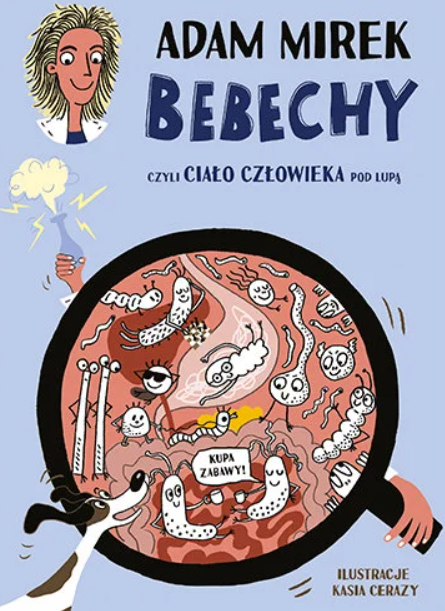 ADAM MIREK
BEBECHY
CZYLI CIAŁO CZŁOWIEKA POD LUPĄ
KUPA
ZABAWY!
ILUSTRACJE
KASIA CERAZY